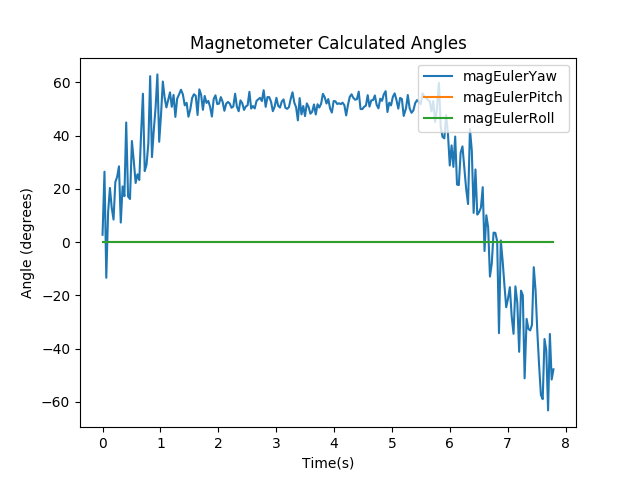 Magnetometer Calculated Angles
magEulerYaw
magEulerPitch
magEulerRoll
Angle (degrees)
60
40
20
0
−20
−40
−60
0 1 2 3 4 5 6 7 8
Time(s)